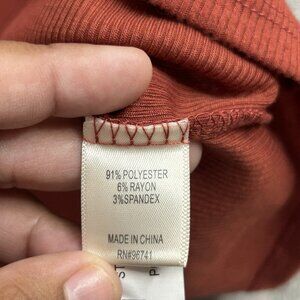 91% POLYESTER
6% RAYON
3%SPANDEX
MADE IN CHINA
RN#96741